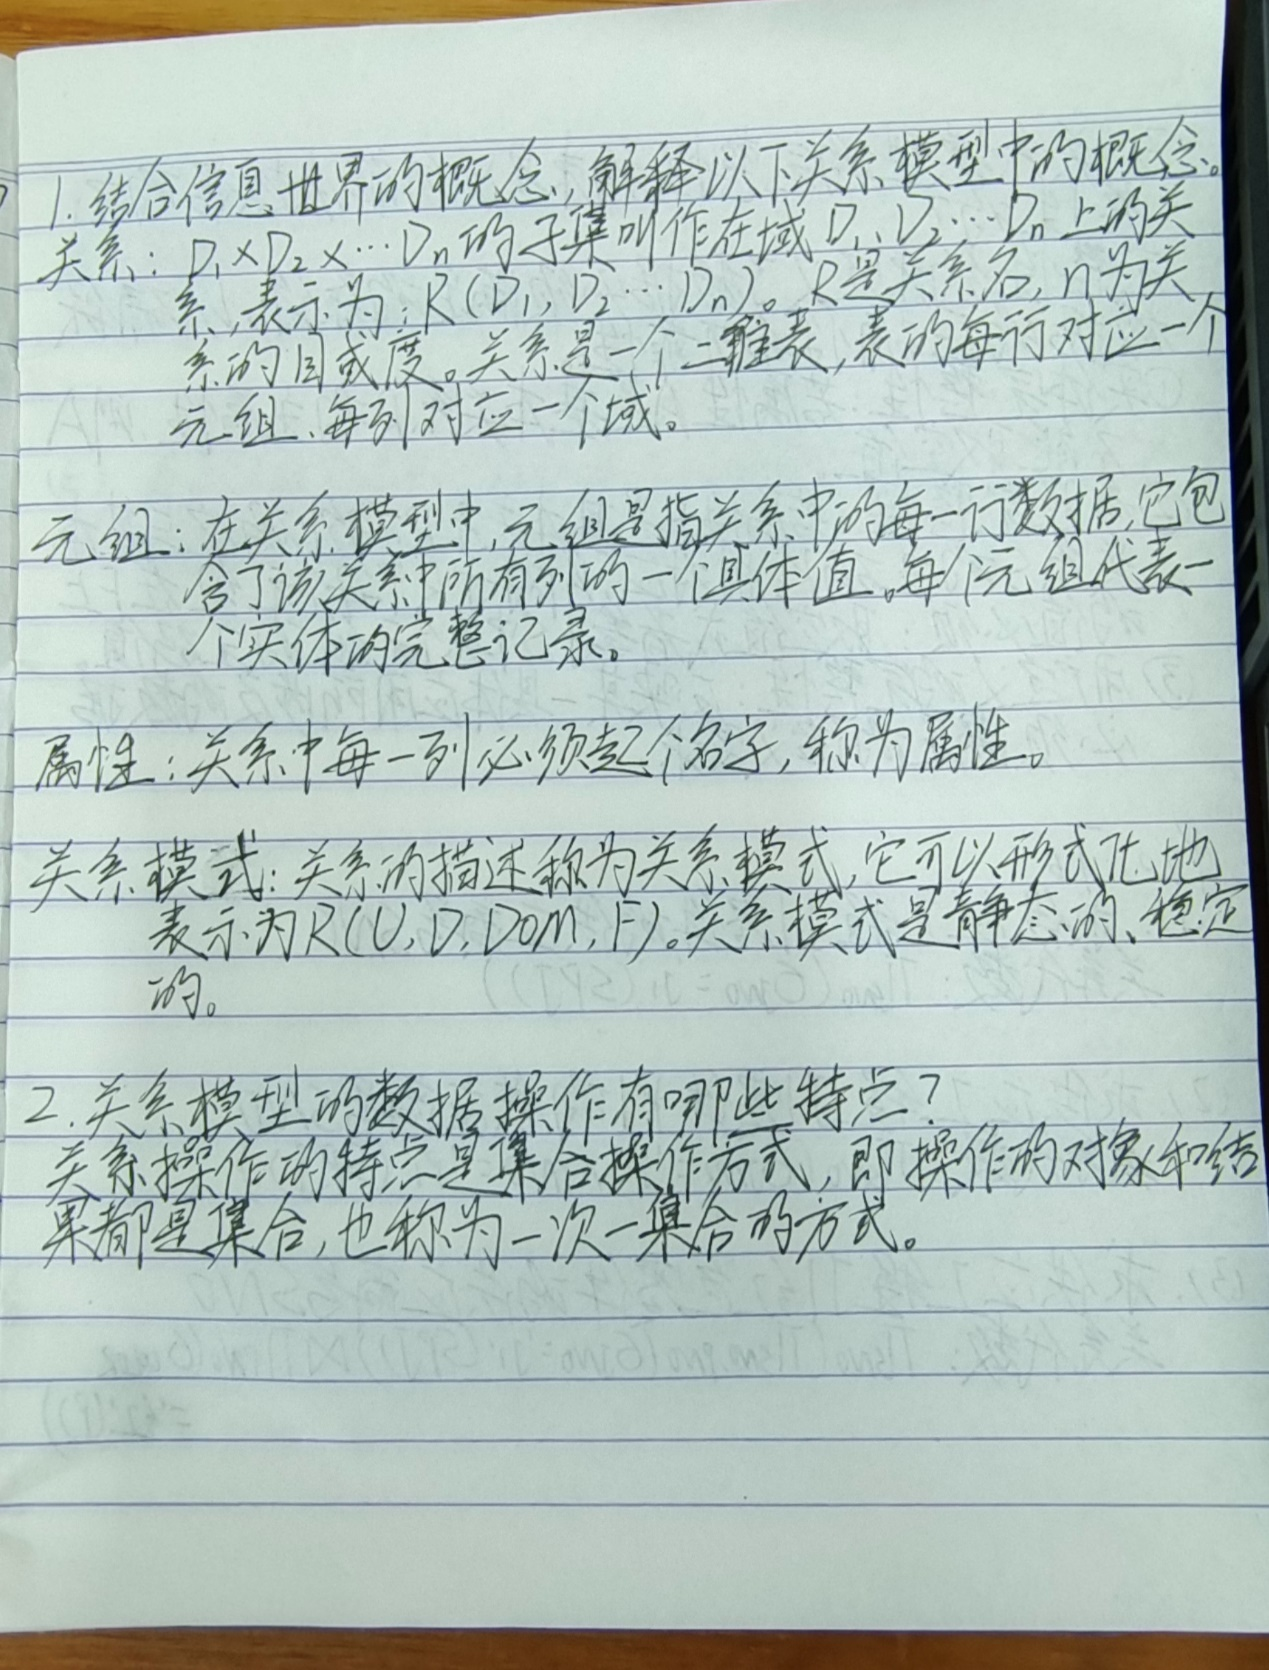 1. 结合信息世界的概念，解释以下关系模型中的概念。
关系：D₁×D₂×…Dₙ的子集叫作在域D₁、D₂…Dₙ上的关
系，表示为：R(D₁，D₂…Dₙ)。R是关系名，n为关
系的目或度。关系是一个二维表，表的每行对应一个
元组、每列对应一个域。
元组：在关系模型中，元组是指关系中的每一行数据，它包
含了该关系中所有列的一个具体值。每个元组代表一
个实体的完整记录。
属性：关系中每一列必须起个名字，称为属性。
关系模式：关系的描述称为关系模式，它可以形式化地
表示为R(U，D，DOM，F)。关系模式是静态的、稳定
的。
2. 关系模型的数据操作有哪些特点？
关系操作的特点是集合操作方式，即操作的对象和结
果都是集合，也称为一次一集合的方式。